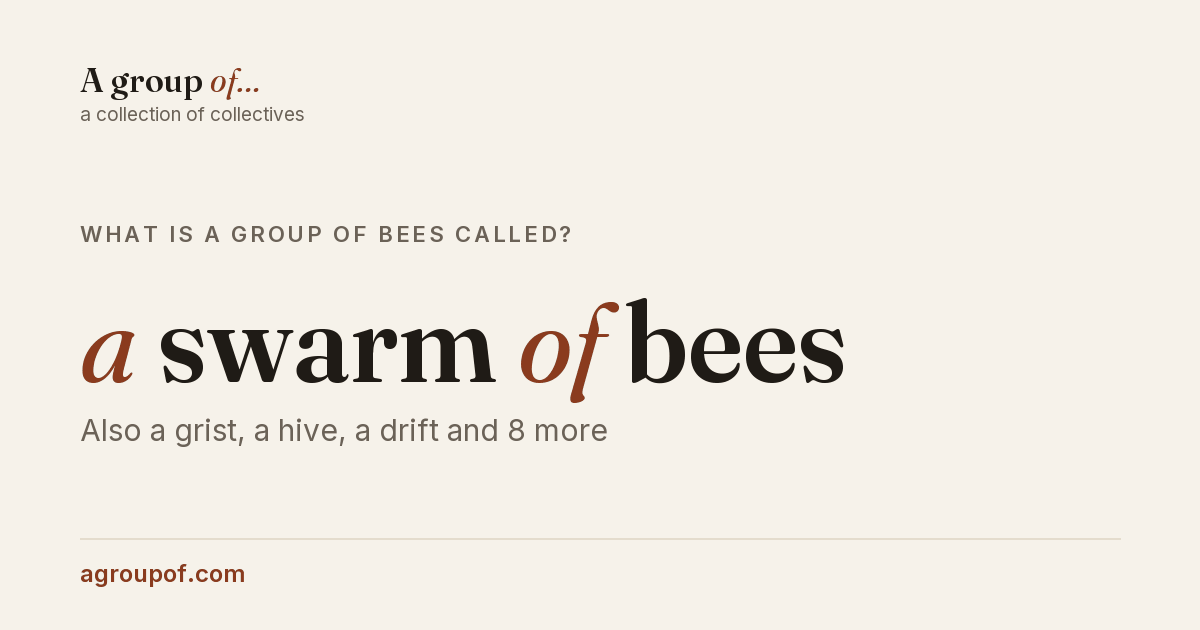 A group of...
a collection of collectives
WHAT IS A GROUP OF BEES CALLED?
a swarm of bees
Also a grist, a hive, a drift and 8 more
agroupof.com